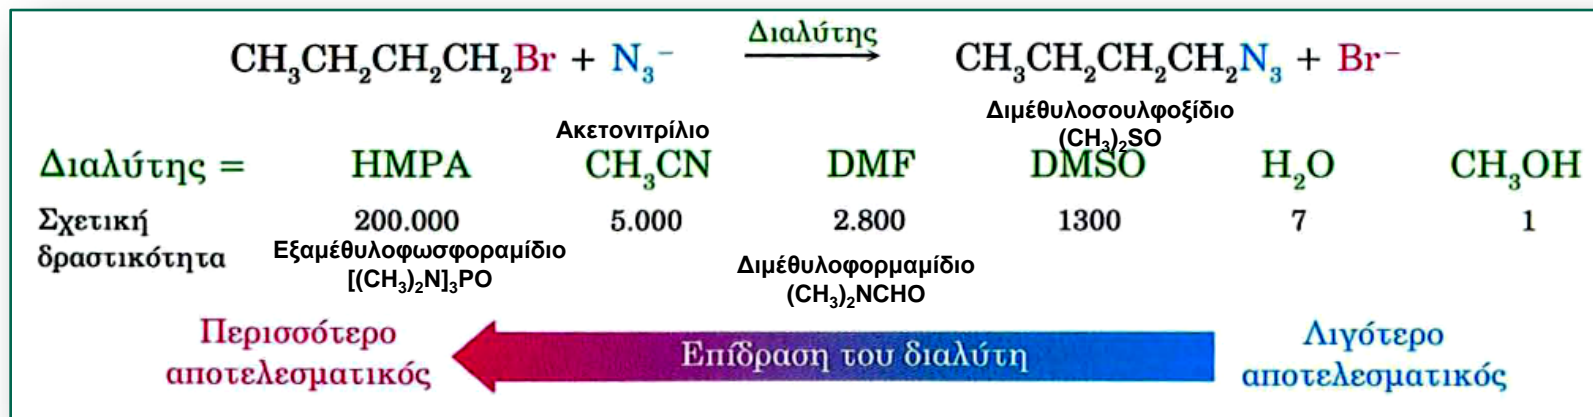 CH₃CH₂CH₂CH₂Br + N₃⁻ Διαλύτης → CH₃CH₂CH₂CH₂N₃ + Br⁻
Διμέθυλοσουλφοξίδιο
Ακετονιτρίλιο (CH₃)₂SO
Διαλύτης = HMPA CH₃CN DMF DMSO H₂O CH₃OH
Σχετική δραστικότητα 200.000 5.000 2.800 1300 7 1
Εξαμέθυλοφωσφοραμίδιο Διμέθυλοφορμαμίδιο
[(CH₃)₂N]₃PO (CH₃)₂NCHO
Περισσότερο αποτελεσματικός
Επίδραση του διαλύτη
Λιγότερο αποτελεσματικός